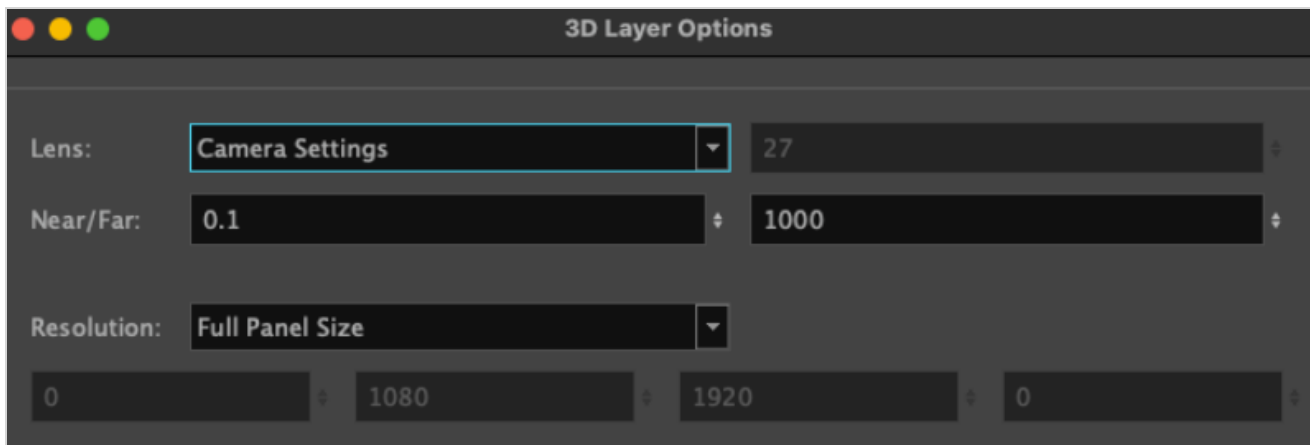 3D Layer Options
Lens: Camera Settings 27
Near/Far: 0.1 1000
Resolution: Full Panel Size
0 1080 1920 0